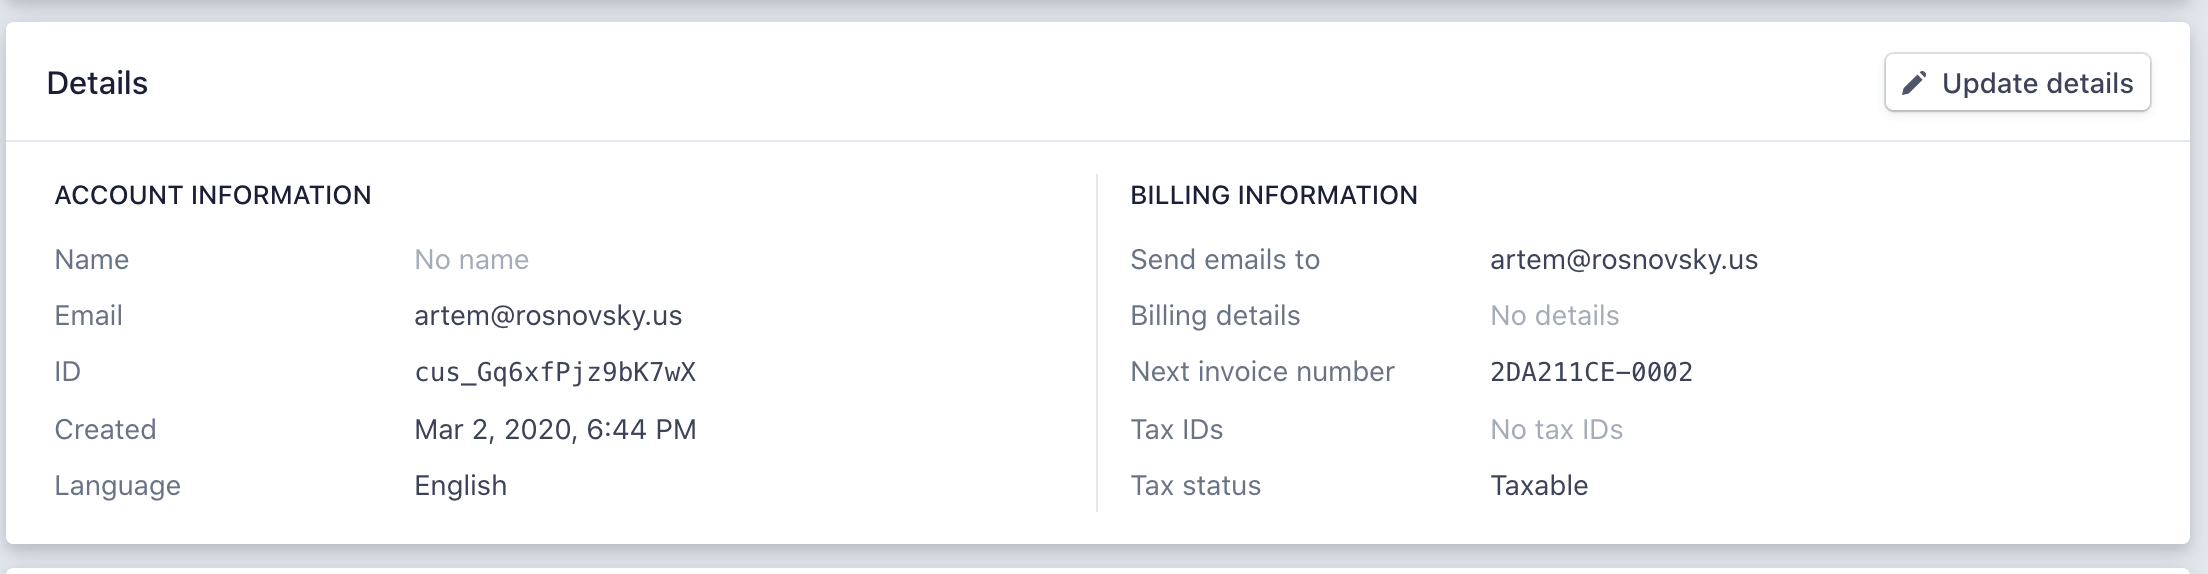 Details
Update details
ACCOUNT INFORMATION
Name No name
Email artem@rosnovsky.us
ID cus_Gq6xfPjz9bK7wX
Created Mar 2, 2020, 6:44 PM
Language English
BILLING INFORMATION
Send emails to artem@rosnovsky.us
Billing details No details
Next invoice number 2DA211CE-0002
Tax IDs No tax IDs
Tax status Taxable